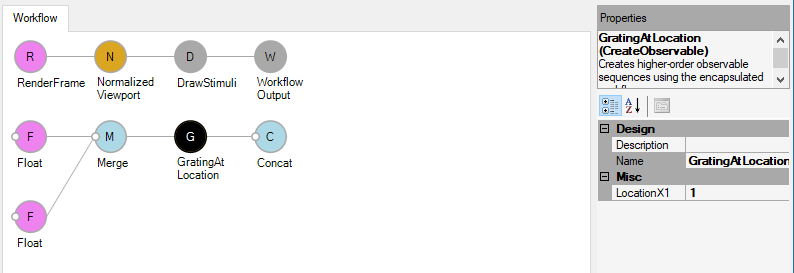 Workflow
R
N
D
W
RenderFrame
Normalized
Viewport
DrawStimuli
Workflow
Output
F
M
G
C
Float
Merge
GratingAt
Location
Concat
F
Float
Properties
GratingAtLocation
(CreateObservable)
Creates higher-order observable
sequences using the encapsulated
Design
Description
Name GratingAtLocation
Misc
LocationX1 1